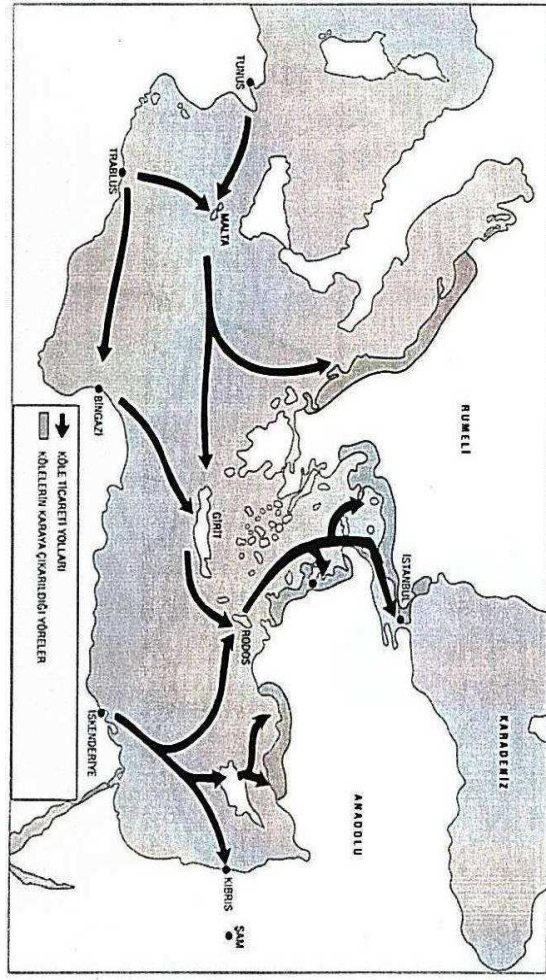 TUNUS
TRABLUS
MALTA
BİNGAZİ
GİRİT
RODOS
İSKENDERİYE
KIBRIS
ŞAM
RUMELİ
İSTANBUL
KARADENİZ
ANADOLU
KÖLE TİCARETİ YOLLARI
KÖLELERİN KARAYA ÇIKARILDIĞI YÖRELER